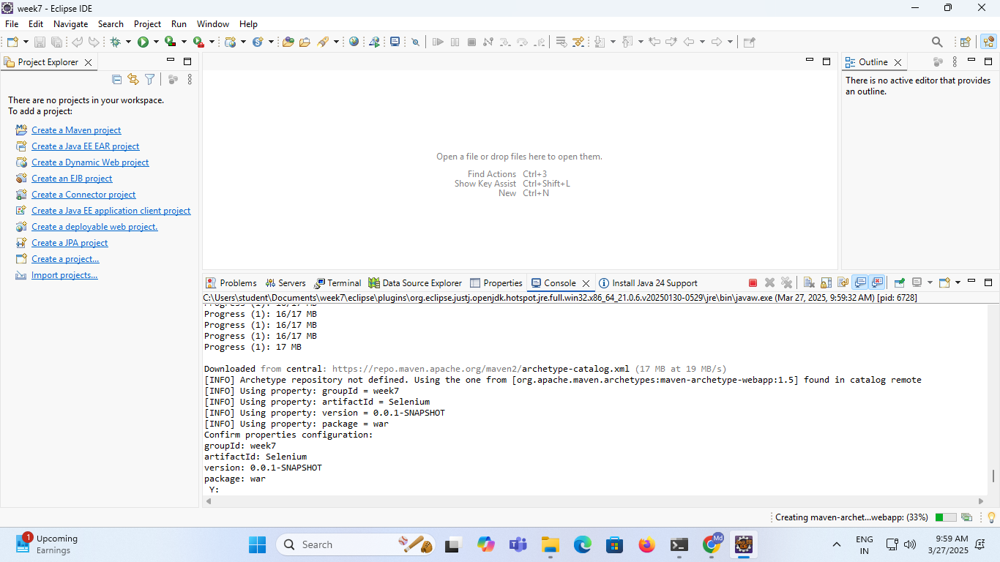 week7 - Eclipse IDE
File Edit Navigate Search Project Run Window Help
Project Explorer
There are no projects in your workspace.
To add a project:
Create a Maven project
Create a Java EE EAR project
Create a Dynamic Web project
Create an EJB project
Create a Connector project
Create a Java EE application client project
Create a deployable web project.
Create a JPA project
Create a project...
Import projects...
Open a file or drop files here to open them.
Find Actions Ctrl+3
Show Key Assist Ctrl+Shift+L
New Ctrl+N
Outline
There is no active editor that provides
an outline.
Problems Servers Terminal Data Source Explorer Properties Console Install Java 24 Support
C:\Users\student\Documents\week7\eclipse\plugins\org.eclipse.justj.openjdk.hotspot.jre.full.win32.x86_64_21.0.6.v20250130-0529\jre\bin\javaw.exe (Mar 27, 2025, 9:59:32 AM) [pid: 6728]
Progress (1): 16/17 MB
Progress (1): 16/17 MB
Progress (1): 16/17 MB
Progress (1): 16/17 MB
Progress (1): 17 MB
Downloaded from central: https://repo.maven.apache.org/maven2/archetype-catalog.xml (17 MB at 19 MB/s)
[INFO] Archetype repository not defined. Using the one from [org.apache.maven.archetypes:maven-archetype-webapp:1.5] found in catalog remote
[INFO] Using property: groupId = week7
[INFO] Using property: artifactId = Selenium
[INFO] Using property: version = 0.0.1-SNAPSHOT
[INFO] Using property: package = war
Confirm properties configuration:
groupId: week7
artifactId: Selenium
version: 0.0.1-SNAPSHOT
package: war
Y:
Creating maven-archet...webapp: (33%)
1
Upcoming
Earnings
Search
Md
ENG
IN
9:59 AM
3/27/2025